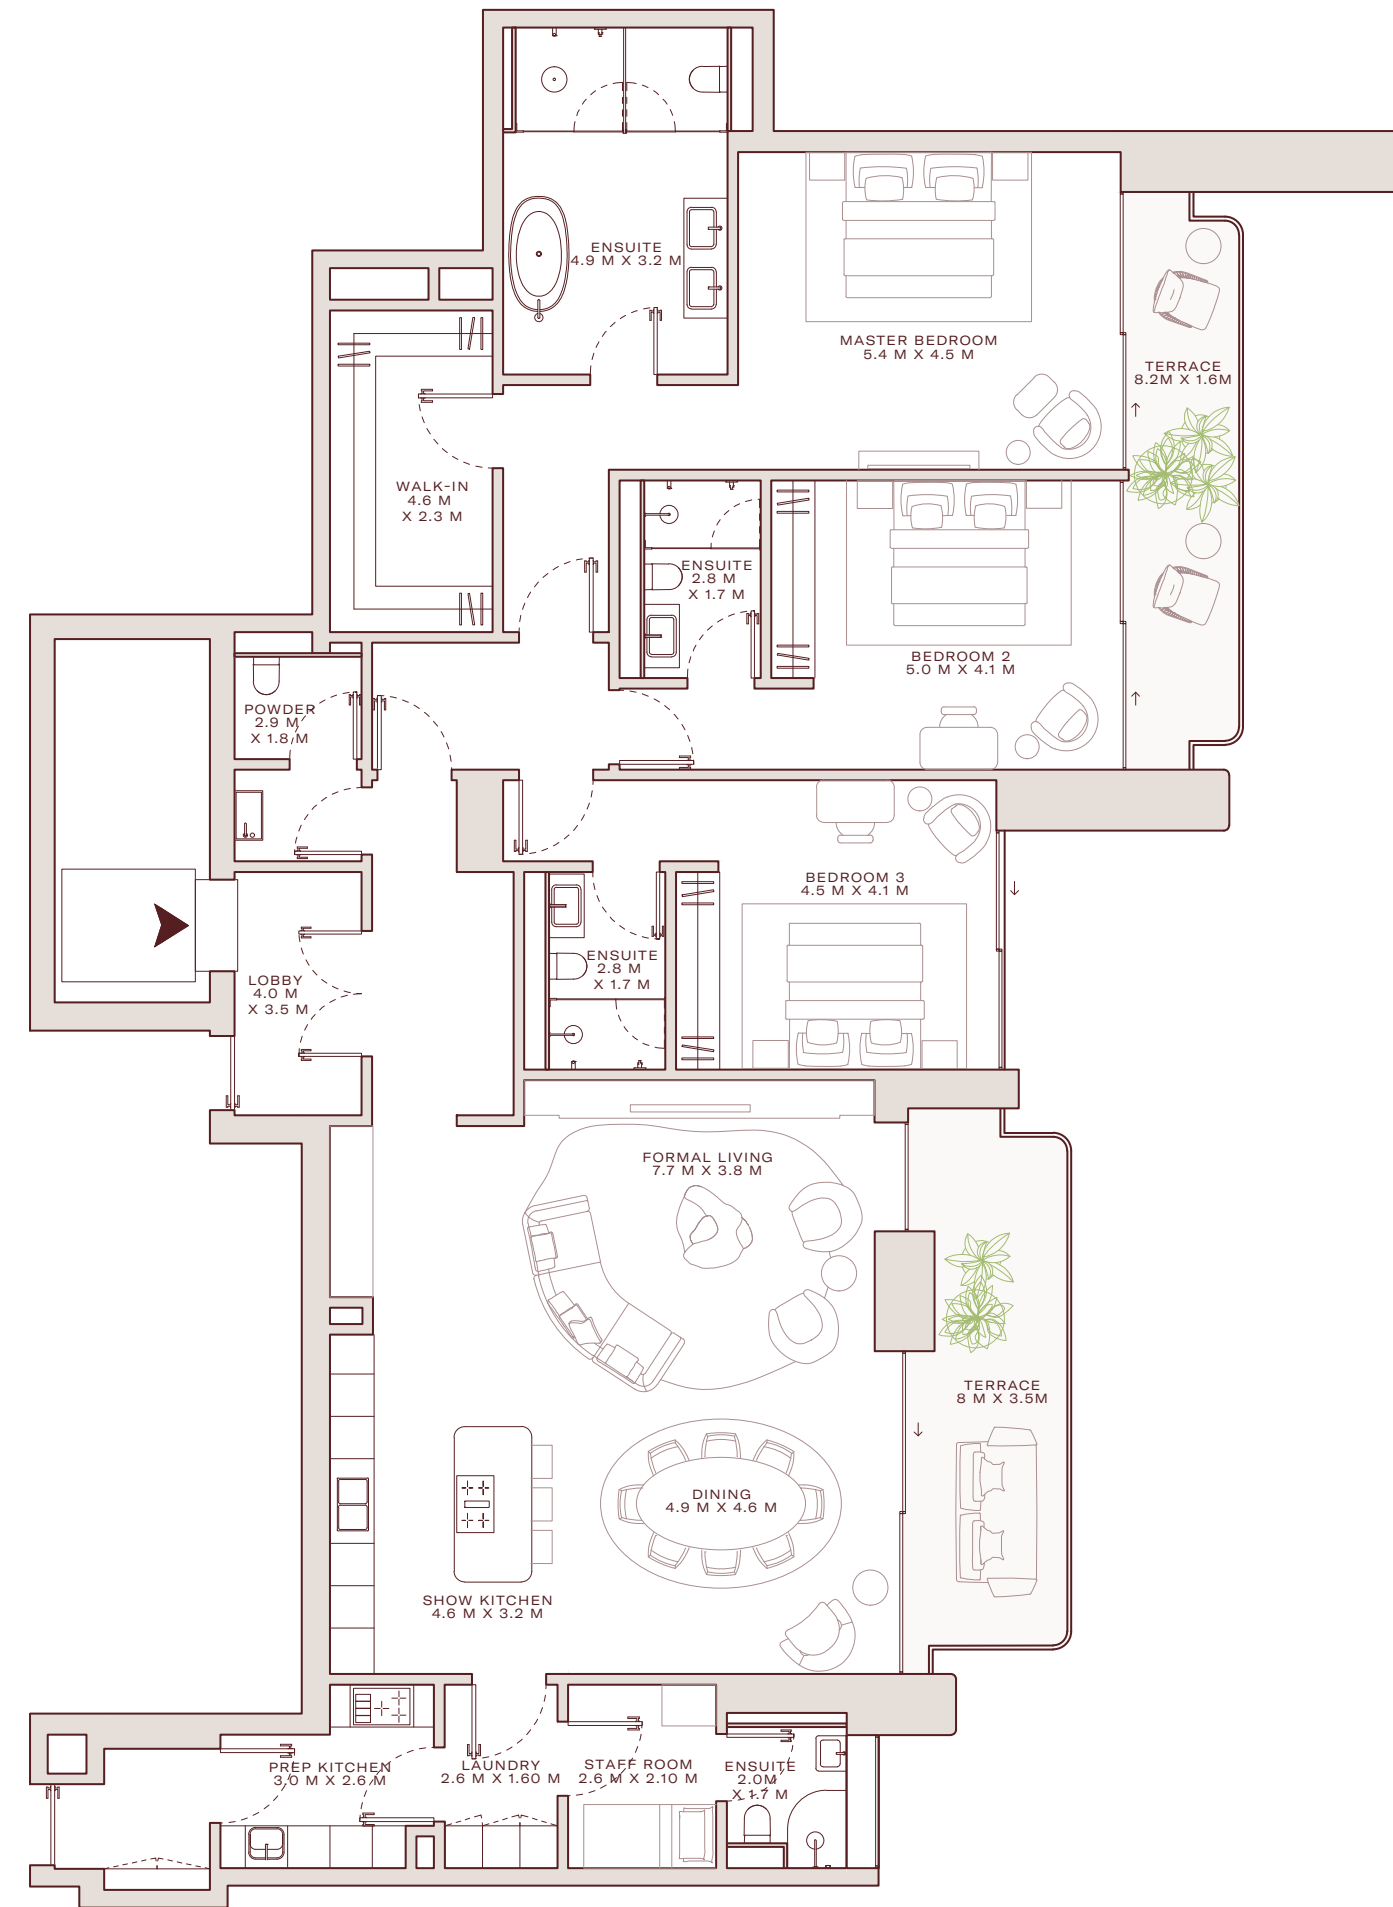 ENSUITE
4.9 M X 3.2 M
MASTER BEDROOM
5.4 M X 4.5 M
TERRACE
8.2M X 1.6M
WALK-IN
4.6 M
X 2.3 M
ENSUITE
2.8 M
X 1.7 M
BEDROOM 2
5.0 M X 4.1 M
POWDER
2.9 M
X 1.8 M
BEDROOM 3
4.5 M X 4.1 M
ENSUITE
2.8 M
X 1.7 M
LOBBY
4.0 M
X 3.5 M
FORMAL LIVING
7.7 M X 3.8 M
TERRACE
8 M X 3.5M
DINING
4.9 M X 4.6 M
SHOW KITCHEN
4.6 M X 3.2 M
PREP KITCHEN
3.0 M X 2.6 M
LAUNDRY
2.6 M X 1.60 M
STAFF ROOM
2.6 M X 2.10 M
ENSUITE
2.0M
X 1.7 M